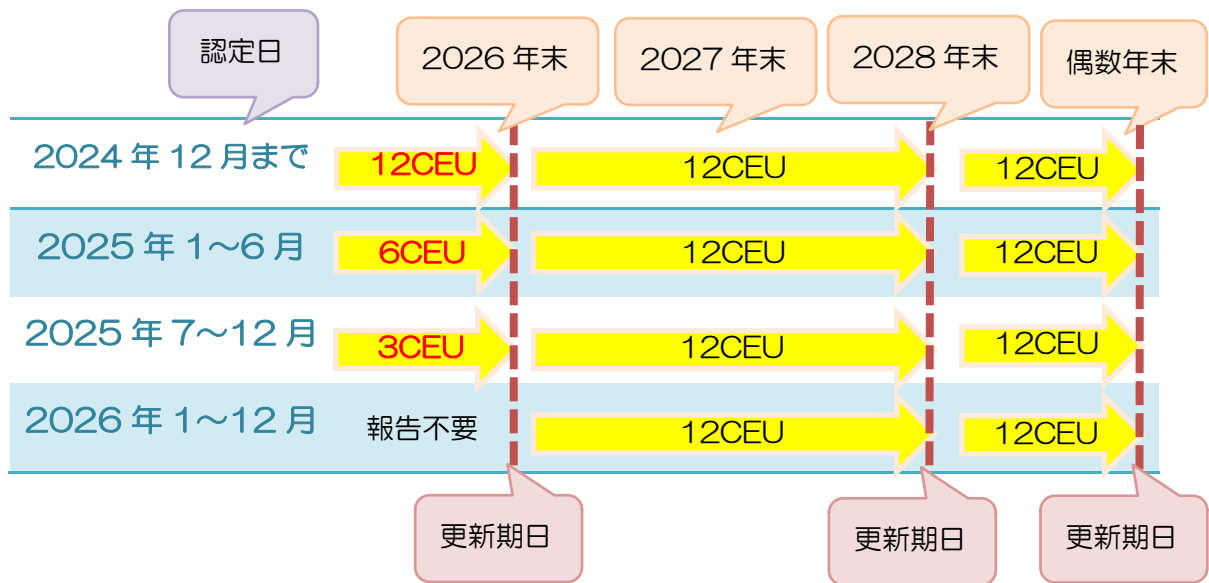 認定日
2026 年末
2027 年末
2028 年末
偶数年末
2024 年 12 月まで
12CEU
12CEU
12CEU
2025 年 1～6 月
6CEU
12CEU
12CEU
2025 年 7～12 月
3CEU
12CEU
12CEU
2026 年 1～12 月
報告不要
12CEU
12CEU
更新期日
更新期日
更新期日